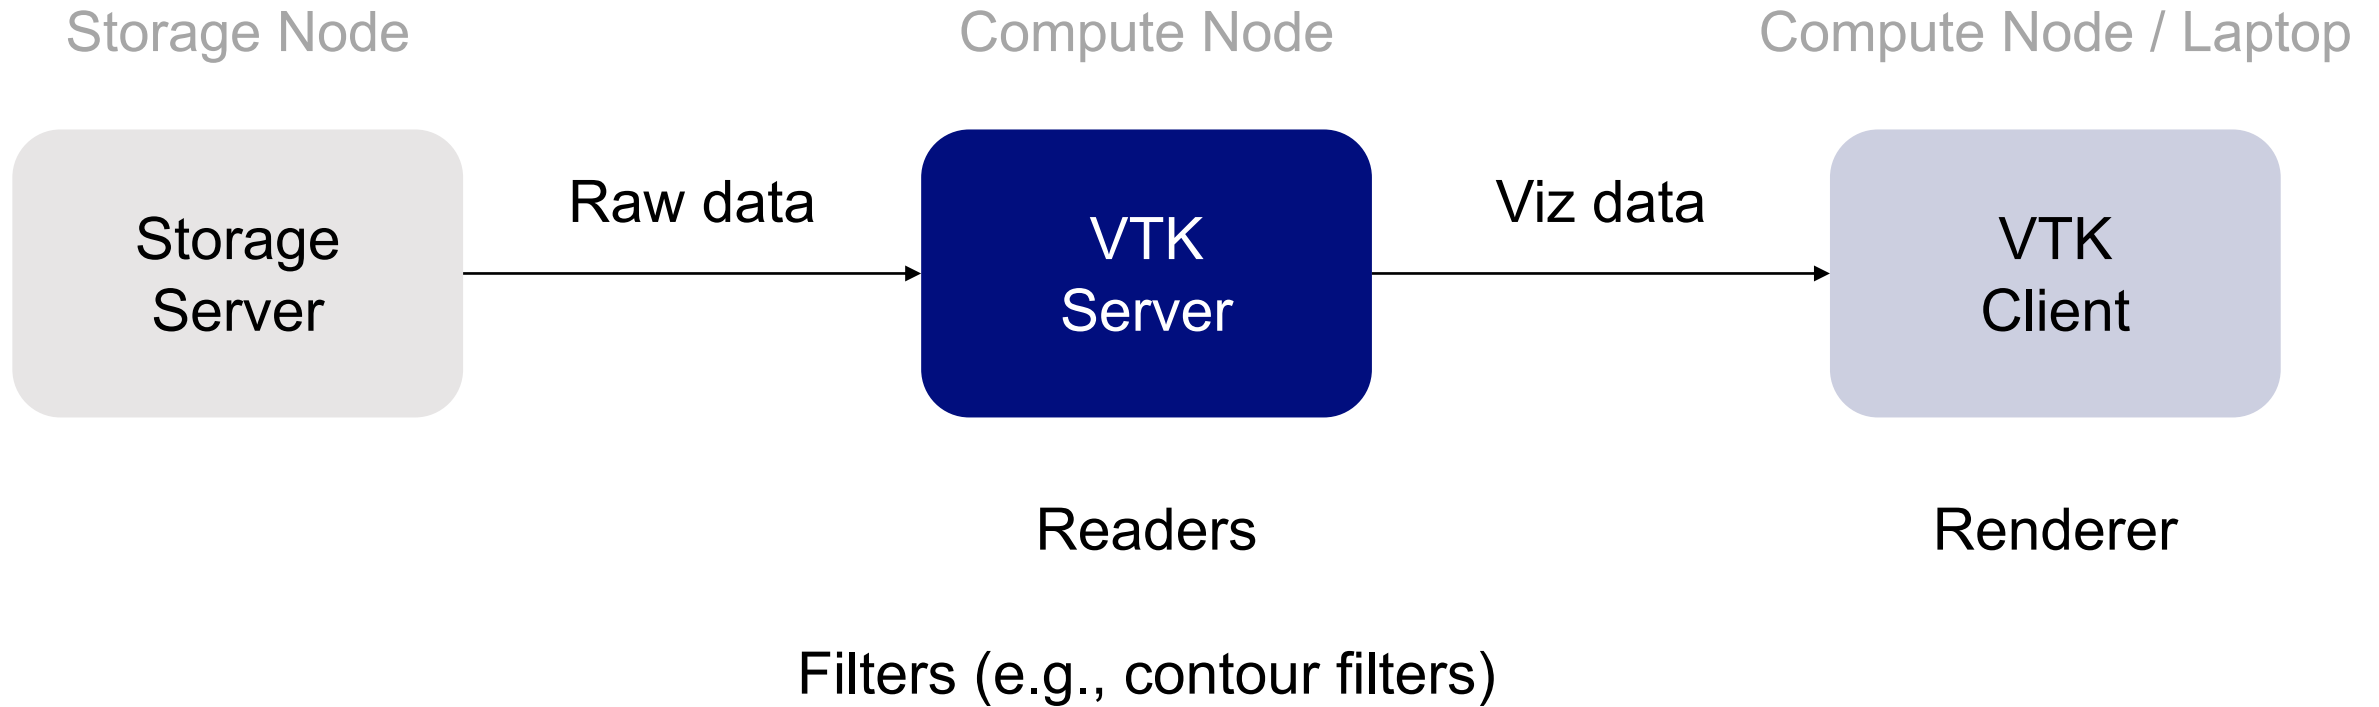 Storage Node
Compute Node
Compute Node / Laptop
Storage
Server
Raw data
VTK
Server
Viz data
VTK
Client
Readers
Renderer
Filters (e.g., contour filters)